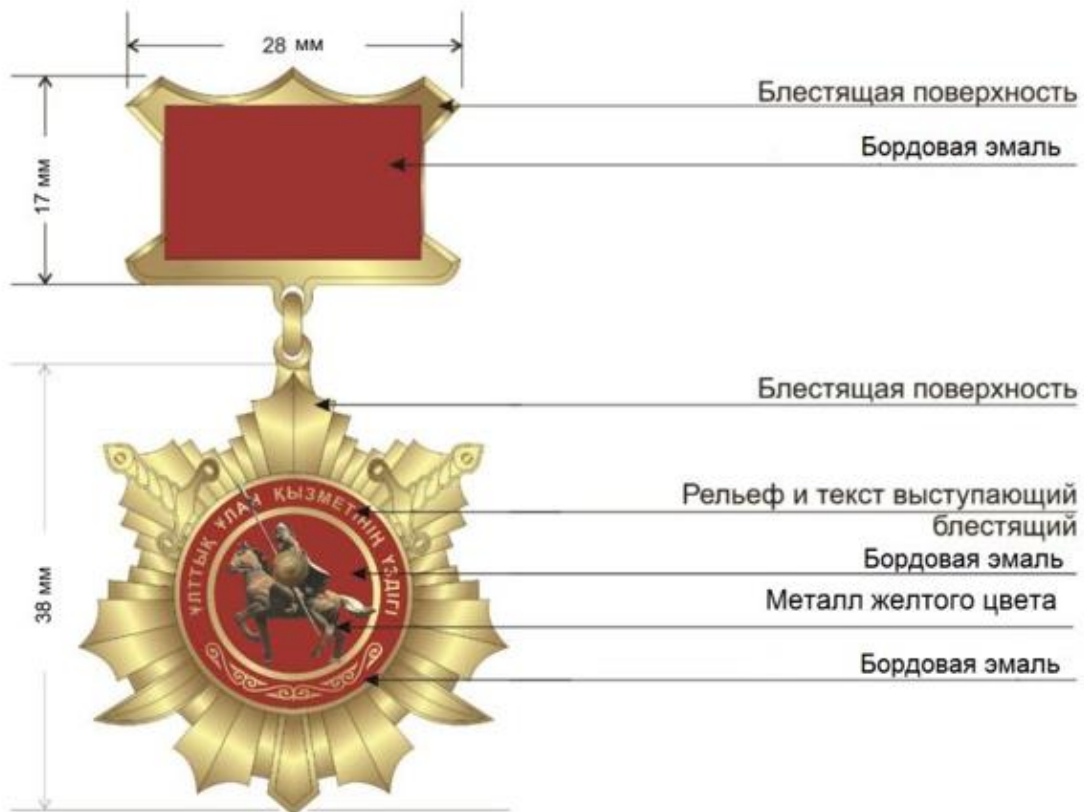 28 мм
Блестящая поверхность
Бордовая эмаль
17 мм
Блестящая поверхность
38 мм
ҰЛТТЫҚ ҰЛАН ҚЫЗМЕТІНІҢ ҮЗДІГІ
Рельеф и текст выступающий
блестящий
Бордовая эмаль
Металл желтого цвета
Бордовая эмаль